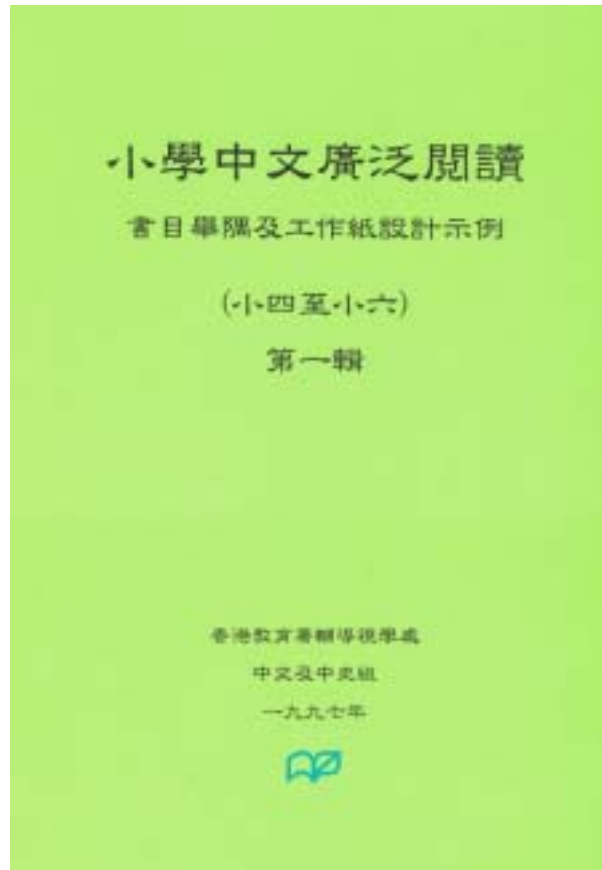 小學中文廣泛閱讀
書目舉隅及工作紙設計示例
(小四至小六)
第一輯
香港教育署輔導視學處
中文及中史組
一九九七年